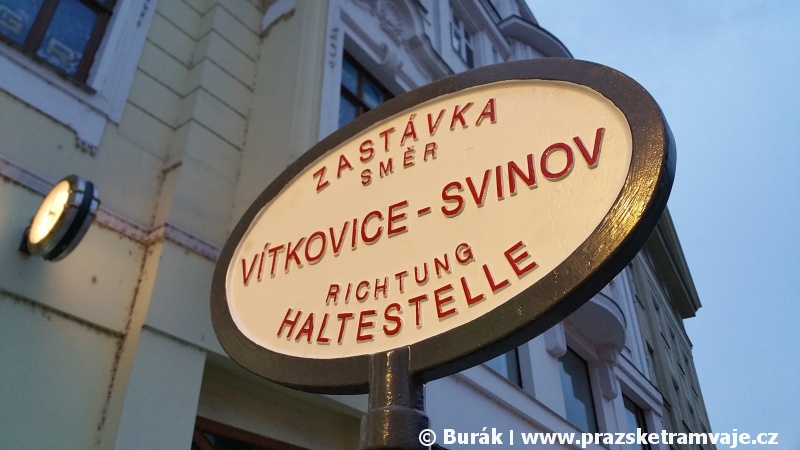 ZASTÁVKA
SMĚR
VÍTKOVICE - SVINOV
RICHTUNG
HALTESTELLE
© Burák | www.prazsketramvaje.cz